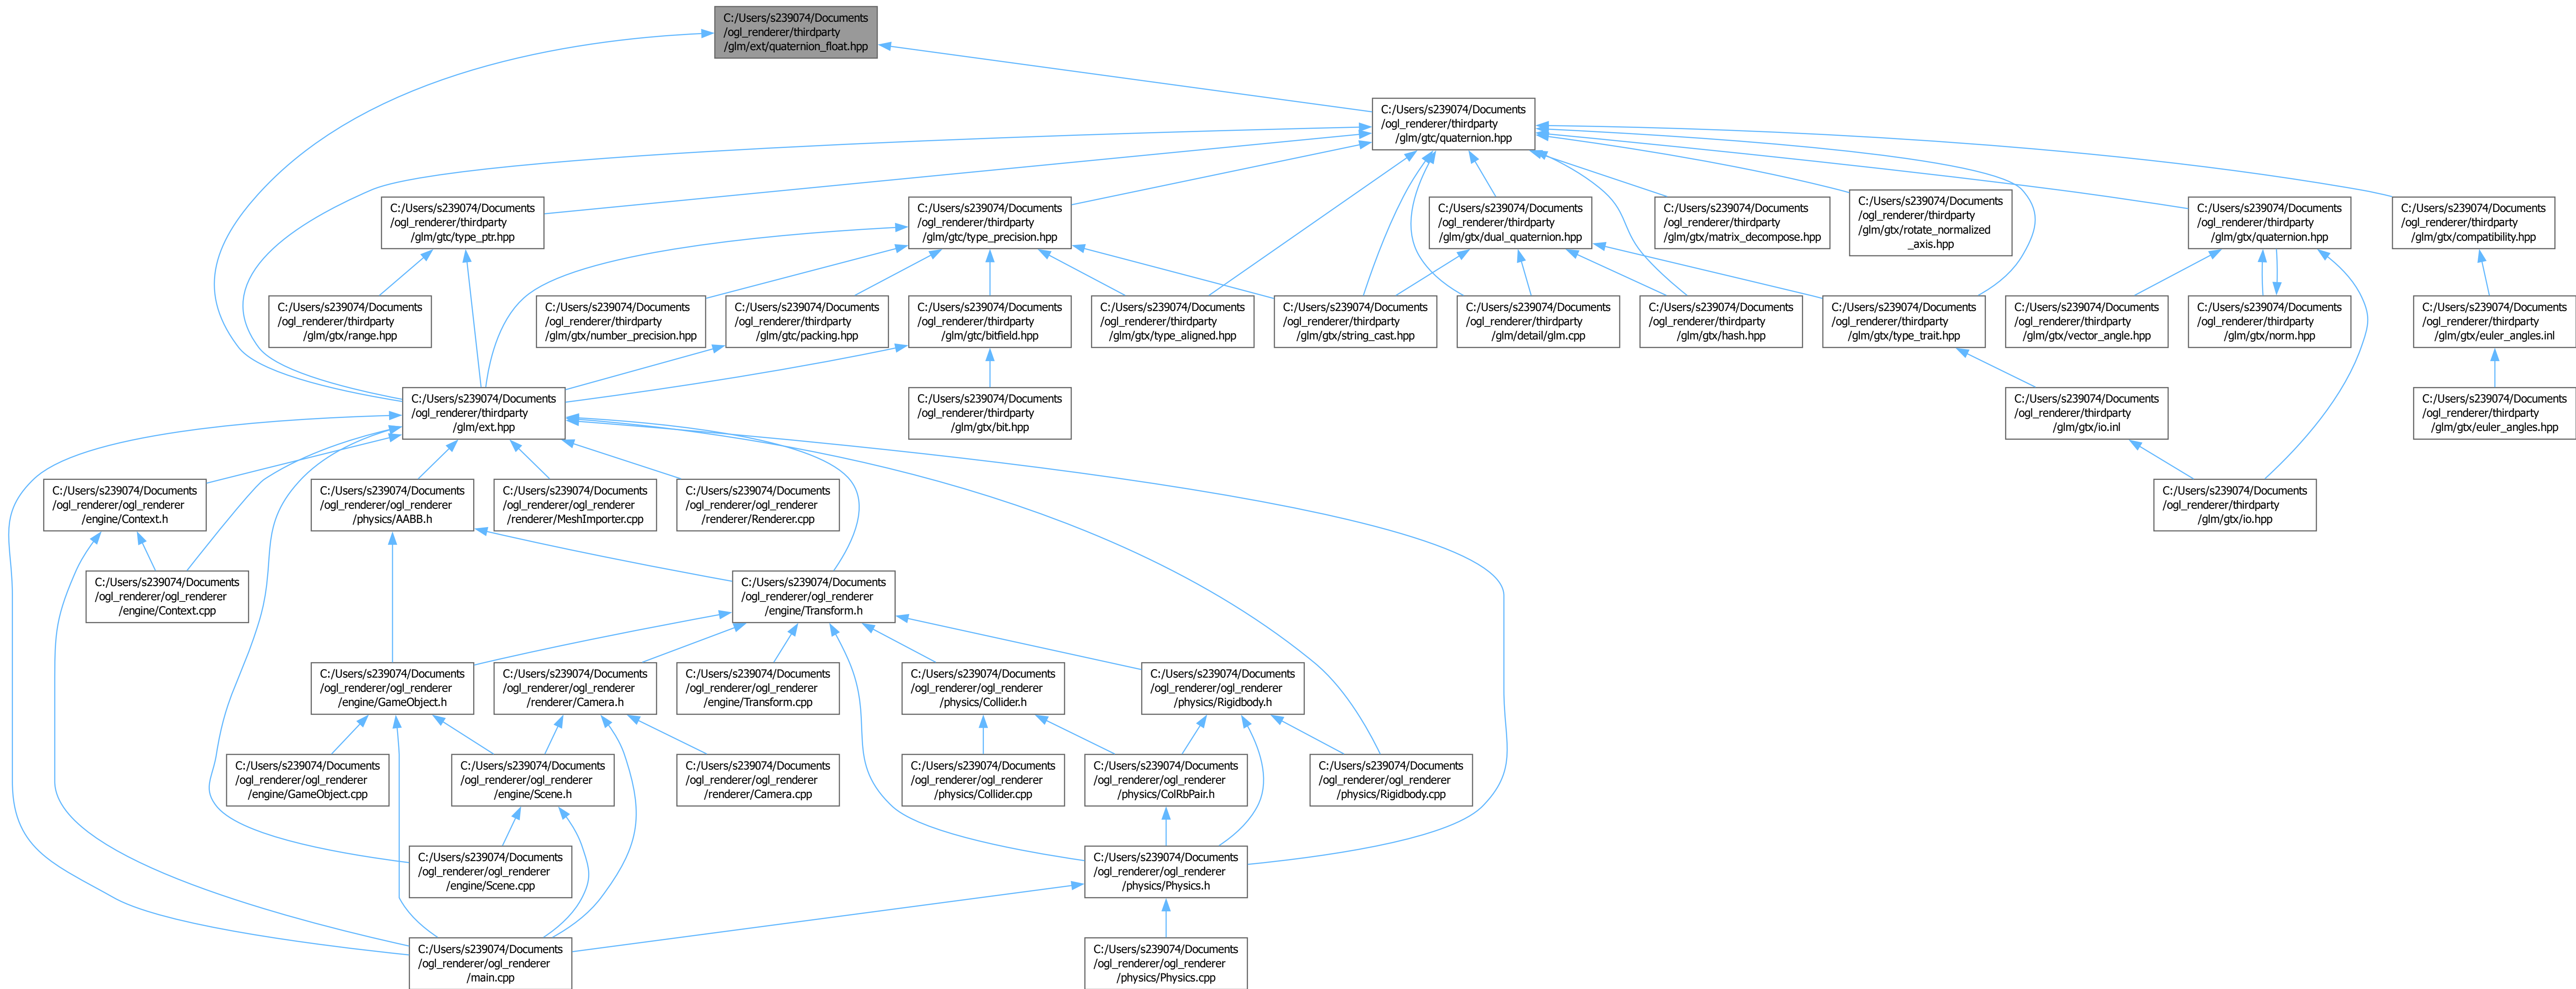 C:/Users/s239074/Documents
/ogl_renderer/thirdparty
/glm/ext/quaternion_float.hpp
C:/Users/s239074/Documents
/ogl_renderer/thirdparty
/glm/gtc/quaternion.hpp
C:/Users/s239074/Documents
/ogl_renderer/thirdparty
/glm/gtc/type_ptr.hpp
C:/Users/s239074/Documents
/ogl_renderer/thirdparty
/glm/gtc/type_precision.hpp
C:/Users/s239074/Documents
/ogl_renderer/thirdparty
/glm/gtx/dual_quaternion.hpp
C:/Users/s239074/Documents
/ogl_renderer/thirdparty
/glm/gtx/matrix_decompose.hpp
C:/Users/s239074/Documents
/ogl_renderer/thirdparty
/glm/gtx/rotate_normalized
_axis.hpp
C:/Users/s239074/Documents
/ogl_renderer/thirdparty
/glm/gtx/quaternion.hpp
C:/Users/s239074/Documents
/ogl_renderer/thirdparty
/glm/gtx/compatibility.hpp
C:/Users/s239074/Documents
/ogl_renderer/thirdparty
/glm/gtx/range.hpp
C:/Users/s239074/Documents
/ogl_renderer/thirdparty
/glm/gtx/number_precision.hpp
C:/Users/s239074/Documents
/ogl_renderer/thirdparty
/glm/gtc/packing.hpp
C:/Users/s239074/Documents
/ogl_renderer/thirdparty
/glm/gtc/bitfield.hpp
C:/Users/s239074/Documents
/ogl_renderer/thirdparty
/glm/gtx/type_aligned.hpp
C:/Users/s239074/Documents
/ogl_renderer/thirdparty
/glm/gtx/string_cast.hpp
C:/Users/s239074/Documents
/ogl_renderer/thirdparty
/glm/detail/glm.cpp
C:/Users/s239074/Documents
/ogl_renderer/thirdparty
/glm/gtx/hash.hpp
C:/Users/s239074/Documents
/ogl_renderer/thirdparty
/glm/gtx/type_trait.hpp
C:/Users/s239074/Documents
/ogl_renderer/thirdparty
/glm/gtx/vector_angle.hpp
C:/Users/s239074/Documents
/ogl_renderer/thirdparty
/glm/gtx/norm.hpp
C:/Users/s239074/Documents
/ogl_renderer/thirdparty
/glm/gtx/euler_angles.inl
C:/Users/s239074/Documents
/ogl_renderer/thirdparty
/glm/ext.hpp
C:/Users/s239074/Documents
/ogl_renderer/thirdparty
/glm/gtx/bit.hpp
C:/Users/s239074/Documents
/ogl_renderer/thirdparty
/glm/gtx/io.inl
C:/Users/s239074/Documents
/ogl_renderer/thirdparty
/glm/gtx/euler_angles.hpp
C:/Users/s239074/Documents
/ogl_renderer/ogl_renderer
/engine/Context.h
C:/Users/s239074/Documents
/ogl_renderer/ogl_renderer
/physics/AABB.h
C:/Users/s239074/Documents
/ogl_renderer/ogl_renderer
/renderer/MeshImporter.cpp
C:/Users/s239074/Documents
/ogl_renderer/ogl_renderer
/renderer/Renderer.cpp
C:/Users/s239074/Documents
/ogl_renderer/thirdparty
/glm/gtx/io.hpp
C:/Users/s239074/Documents
/ogl_renderer/ogl_renderer
/engine/Context.cpp
C:/Users/s239074/Documents
/ogl_renderer/ogl_renderer
/engine/Transform.h
C:/Users/s239074/Documents
/ogl_renderer/ogl_renderer
/engine/GameObject.h
C:/Users/s239074/Documents
/ogl_renderer/ogl_renderer
/renderer/Camera.h
C:/Users/s239074/Documents
/ogl_renderer/ogl_renderer
/engine/Transform.cpp
C:/Users/s239074/Documents
/ogl_renderer/ogl_renderer
/physics/Collider.h
C:/Users/s239074/Documents
/ogl_renderer/ogl_renderer
/physics/Rigidbody.h
C:/Users/s239074/Documents
/ogl_renderer/ogl_renderer
/engine/GameObject.cpp
C:/Users/s239074/Documents
/ogl_renderer/ogl_renderer
/engine/Scene.h
C:/Users/s239074/Documents
/ogl_renderer/ogl_renderer
/renderer/Camera.cpp
C:/Users/s239074/Documents
/ogl_renderer/ogl_renderer
/physics/Collider.cpp
C:/Users/s239074/Documents
/ogl_renderer/ogl_renderer
/physics/ColRbPair.h
C:/Users/s239074/Documents
/ogl_renderer/ogl_renderer
/physics/Rigidbody.cpp
C:/Users/s239074/Documents
/ogl_renderer/ogl_renderer
/engine/Scene.cpp
C:/Users/s239074/Documents
/ogl_renderer/ogl_renderer
/physics/Physics.h
C:/Users/s239074/Documents
/ogl_renderer/ogl_renderer
/main.cpp
C:/Users/s239074/Documents
/ogl_renderer/ogl_renderer
/physics/Physics.cpp